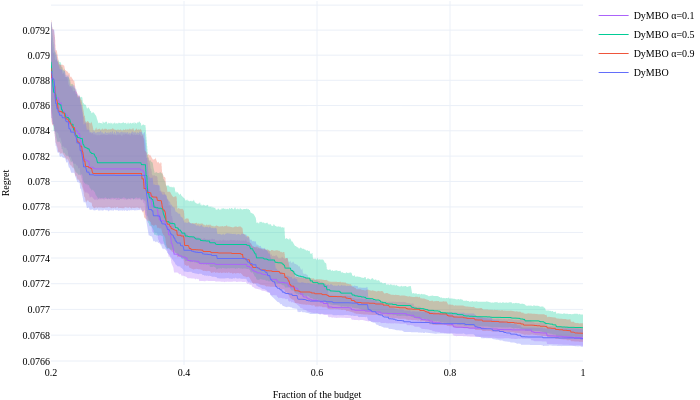 DyMBO α=0.1
DyMBO α=0.5
DyMBO α=0.9
DyMBO
0.0792
0.079
0.0788
0.0786
0.0784
0.0782
0.078
0.0778
0.0776
0.0774
0.0772
0.077
0.0768
0.0766
Regret
0.2 0.4 0.6 0.8 1
Fraction of the budget